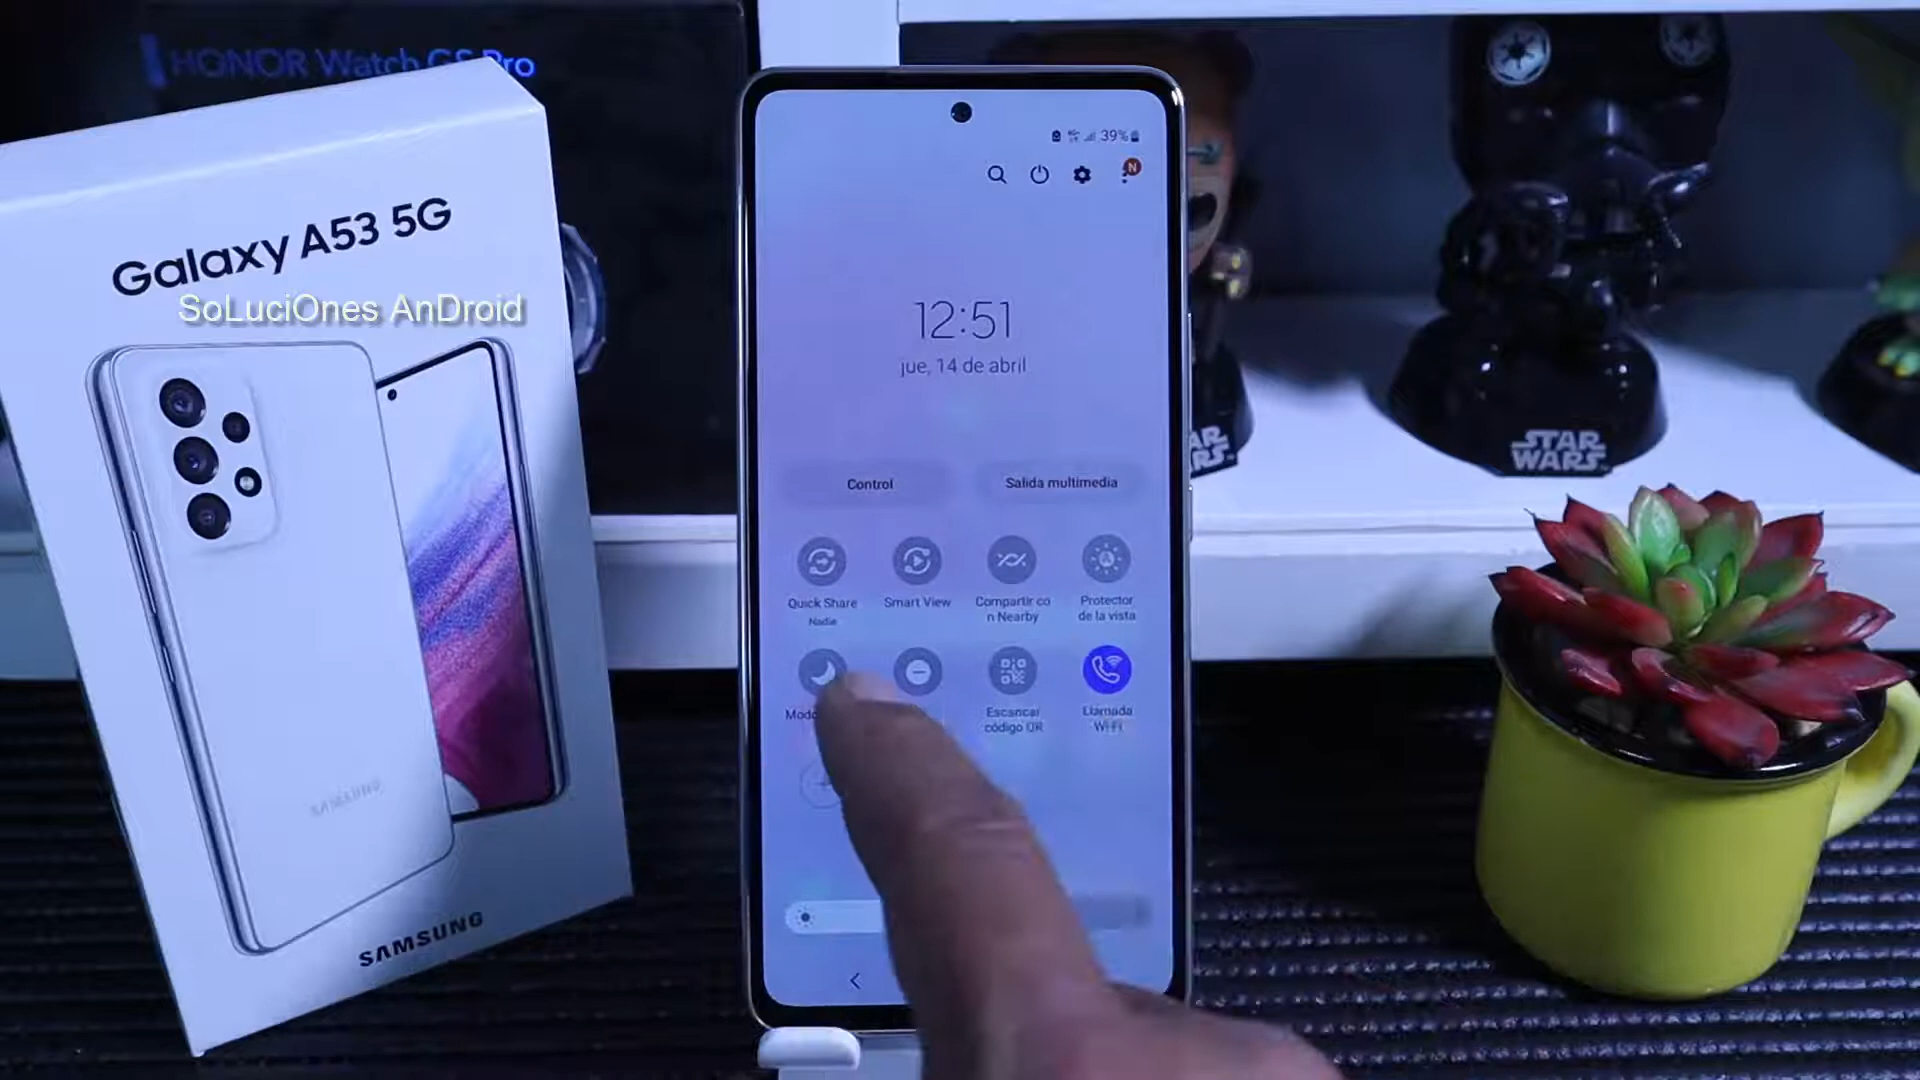 HONOR Watch GS Pro
Galaxy A53 5G
SoLuciOnes AnDroid
SAMSUNG
SAMSUNG
39%
N
12:51
jue, 14 de abril
Control
Salida multimedia
Quick Share
Nadie
Smart View
Compartir co
n Nearby
Protector
de la vista
Escanear
código QR
Llamada
Wi-Fi
STAR
WARS